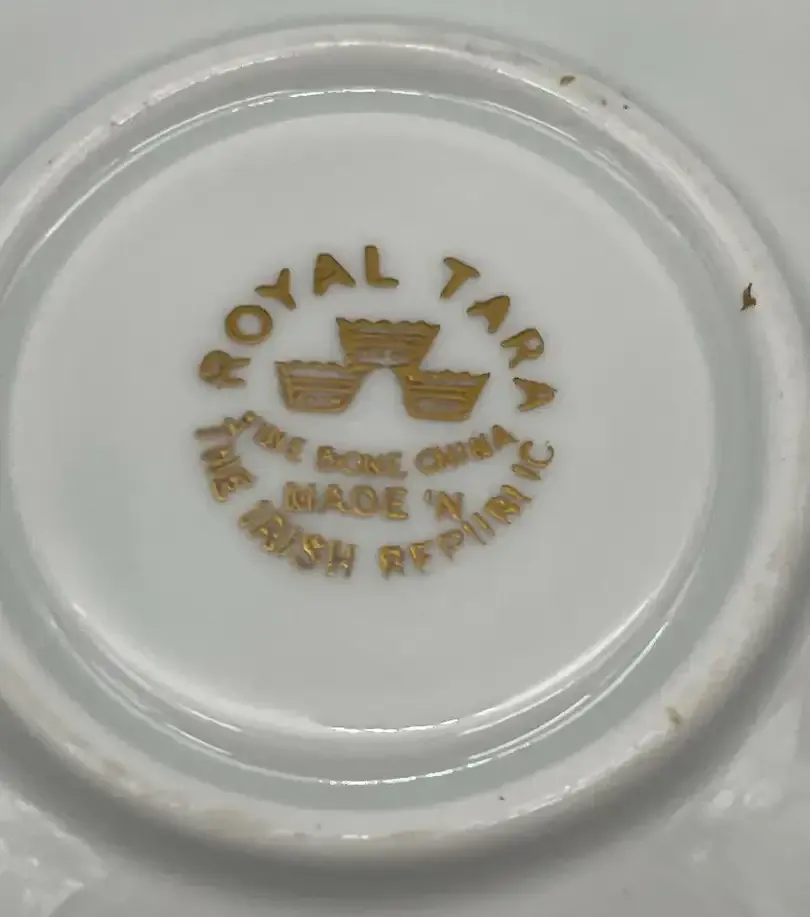 ROYAL TARA
FINE BONE CHINA
MADE IN
THE IRISH REPUBLIC